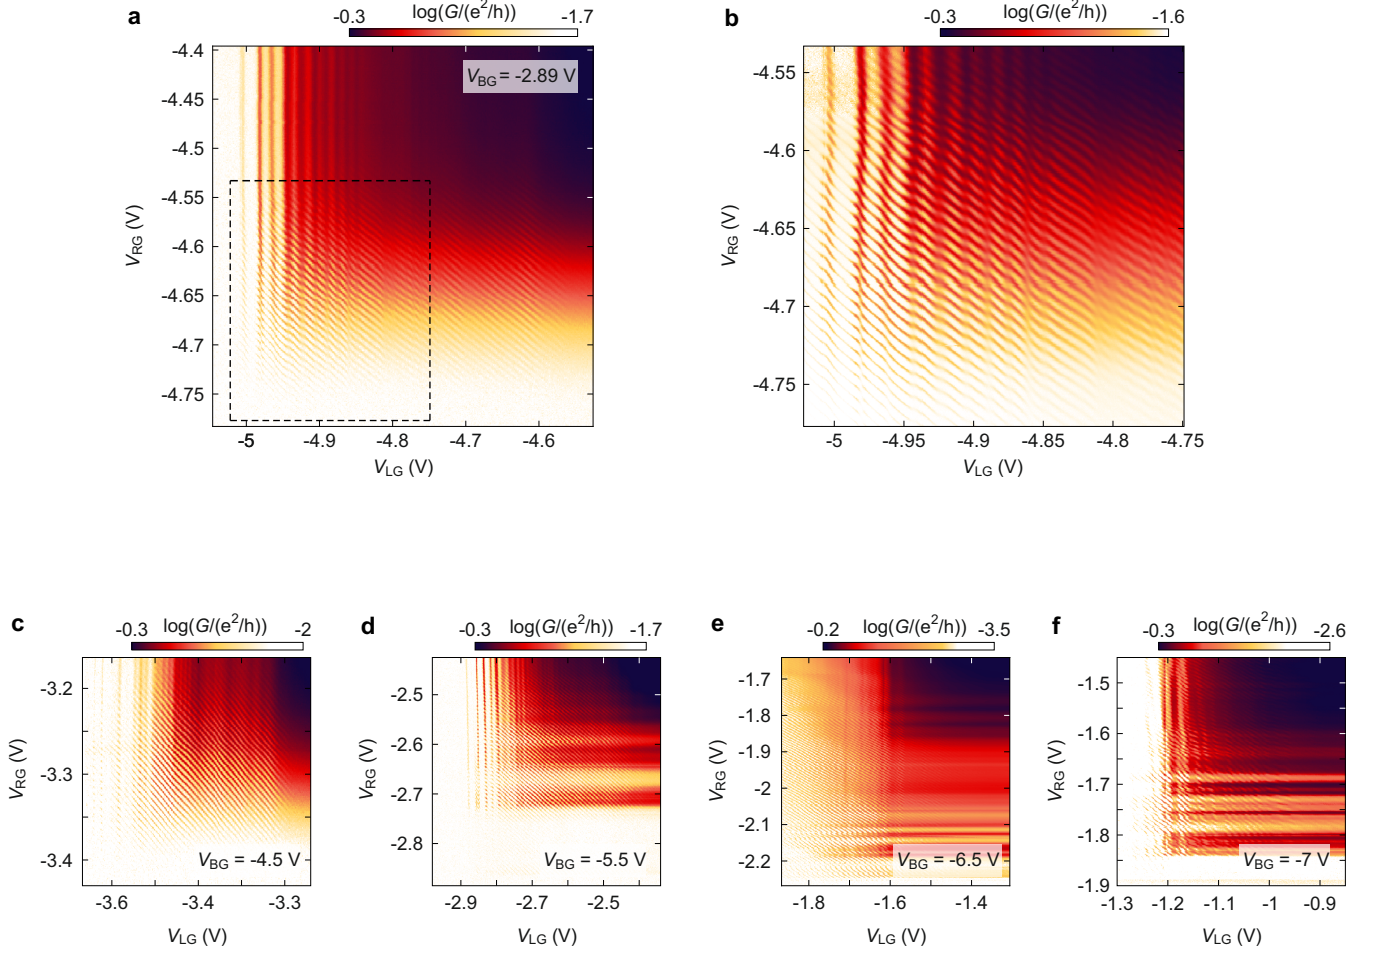 a
-0.3 log(G/(e²/h)) -1.7
V_BG = -2.89 V
-4.4
-4.45
-4.5
-4.55
-4.6
-4.65
-4.7
-4.75
V_RG (V)
-5 -4.9 -4.8 -4.7 -4.6
V_LG (V)
b
-0.3 log(G/(e²/h)) -1.6
-4.55
-4.6
-4.65
-4.7
-4.75
V_RG (V)
-5 -4.95 -4.9 -4.85 -4.8 -4.75
V_LG (V)
c
-0.3 log(G/(e²/h)) -2
-3.2
-3.3
-3.4
V_RG (V)
V_BG = -4.5 V
-3.6 -3.4 -3.3
V_LG (V)
d
-0.3 log(G/(e²/h)) -1.7
-2.5
-2.6
-2.7
-2.8
V_RG (V)
V_BG = -5.5 V
-2.9 -2.7 -2.5
V_LG (V)
e
-0.2 log(G/(e²/h)) -3.5
-1.7
-1.8
-1.9
-2
-2.1
-2.2
V_RG (V)
V_BG = -6.5 V
-1.8 -1.6 -1.4
V_LG (V)
f
-0.3 log(G/(e²/h)) -2.6
-1.5
-1.6
-1.7
-1.8
-1.9
V_RG (V)
V_BG = -7 V
-1.3 -1.2 -1.1 -1 -0.9
V_LG (V)